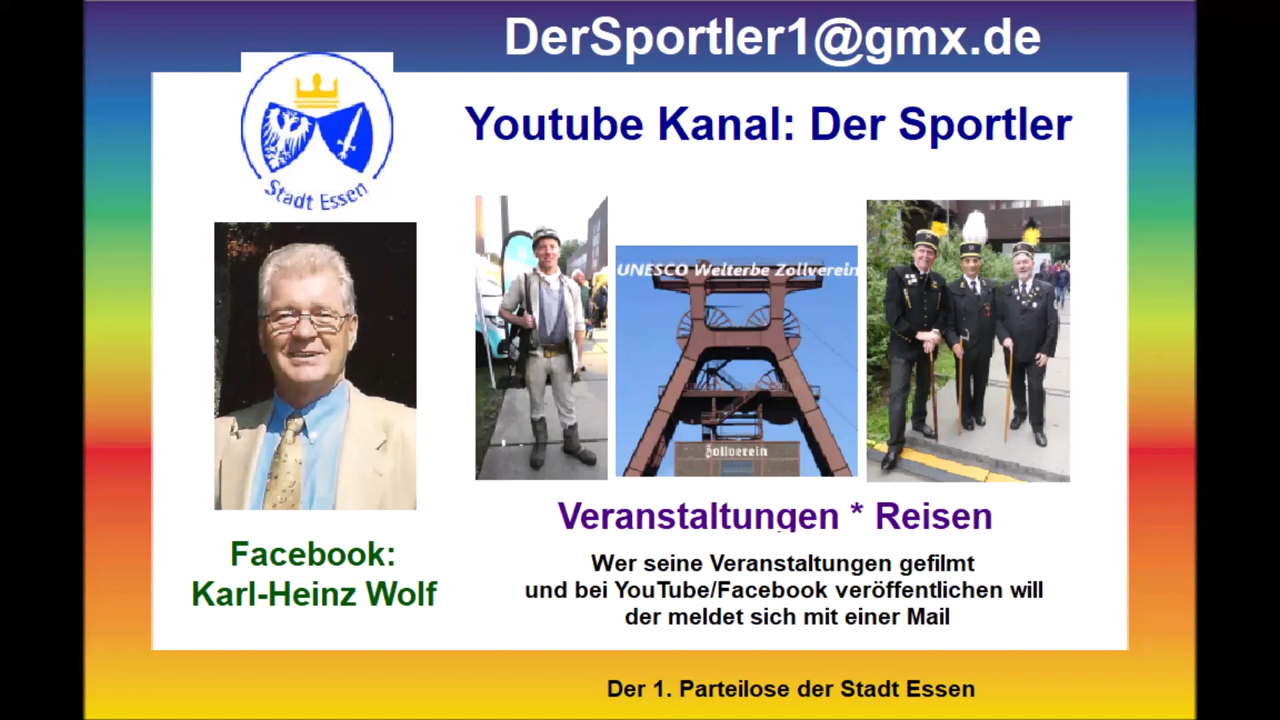 DerSportler1@gmx.de
Youtube Kanal: Der Sportler
Stadt Essen
UNESCO Welterbe Zollverein
Zollverein
Veranstaltungen * Reisen
Facebook:
Karl-Heinz Wolf
Wer seine Veranstaltungen gefilmt
und bei YouTube/Facebook veröffentlichen will
der meldet sich mit einer Mail
Der 1. Parteilose der Stadt Essen